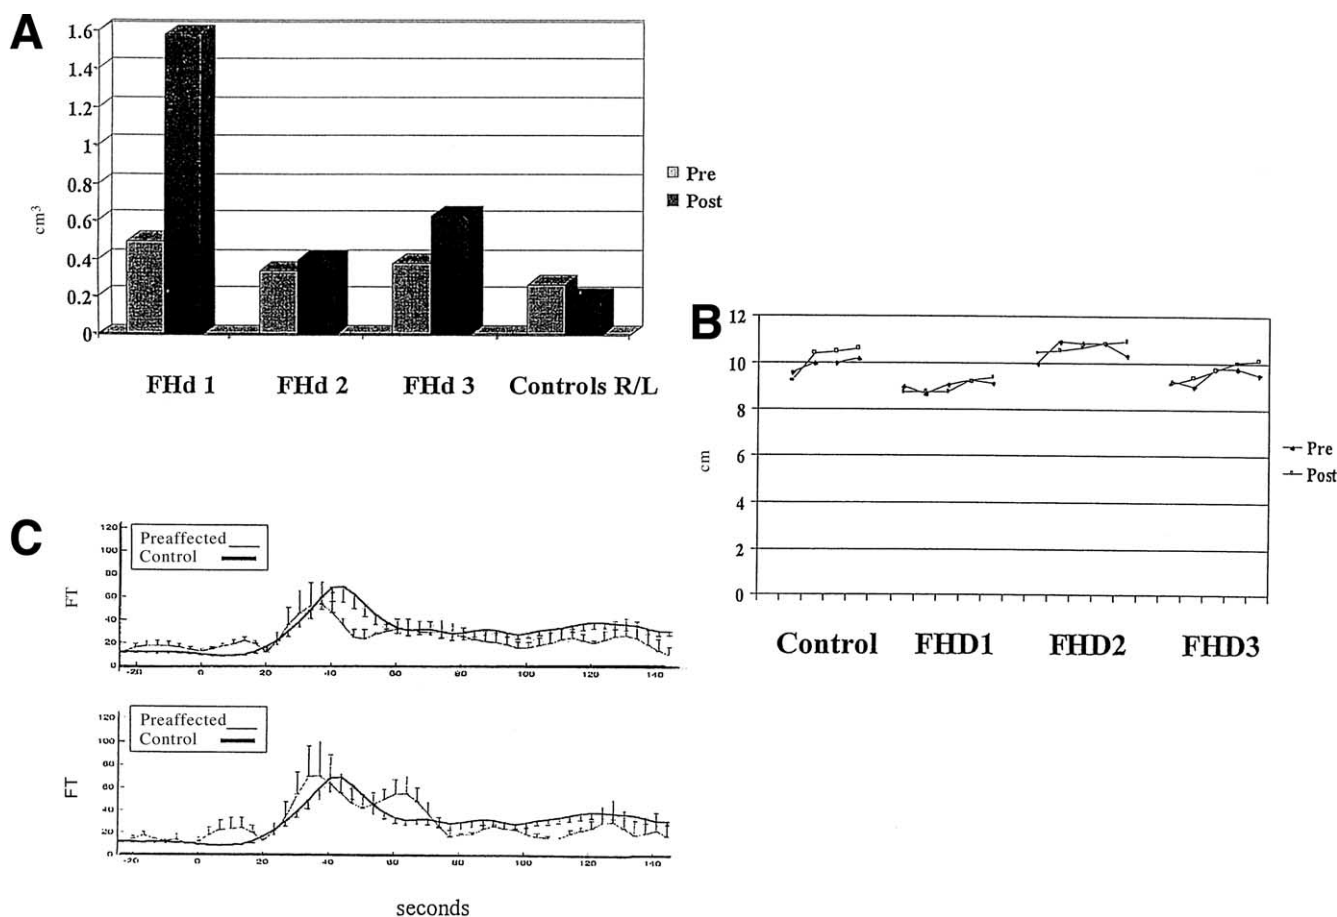 A
1.6
1.4
1.2
1
0.8
0.6
0.4
0.2
0
cm³
FHd 1 FHd 2 FHd 3 Controls R/L
Pre
Post
B
12
10
8
6
4
2
0
cm
Control FHD1 FHD2 FHD3
Pre
Post
C
Preaffected
Control
120
100
60
40
20
0
FT
-20 0 20 40 60 80 100 120 140
Preaffected
Control
120
100
80
60
40
20
0
FT
-20 0 20 40 60 80 100 120 140
seconds